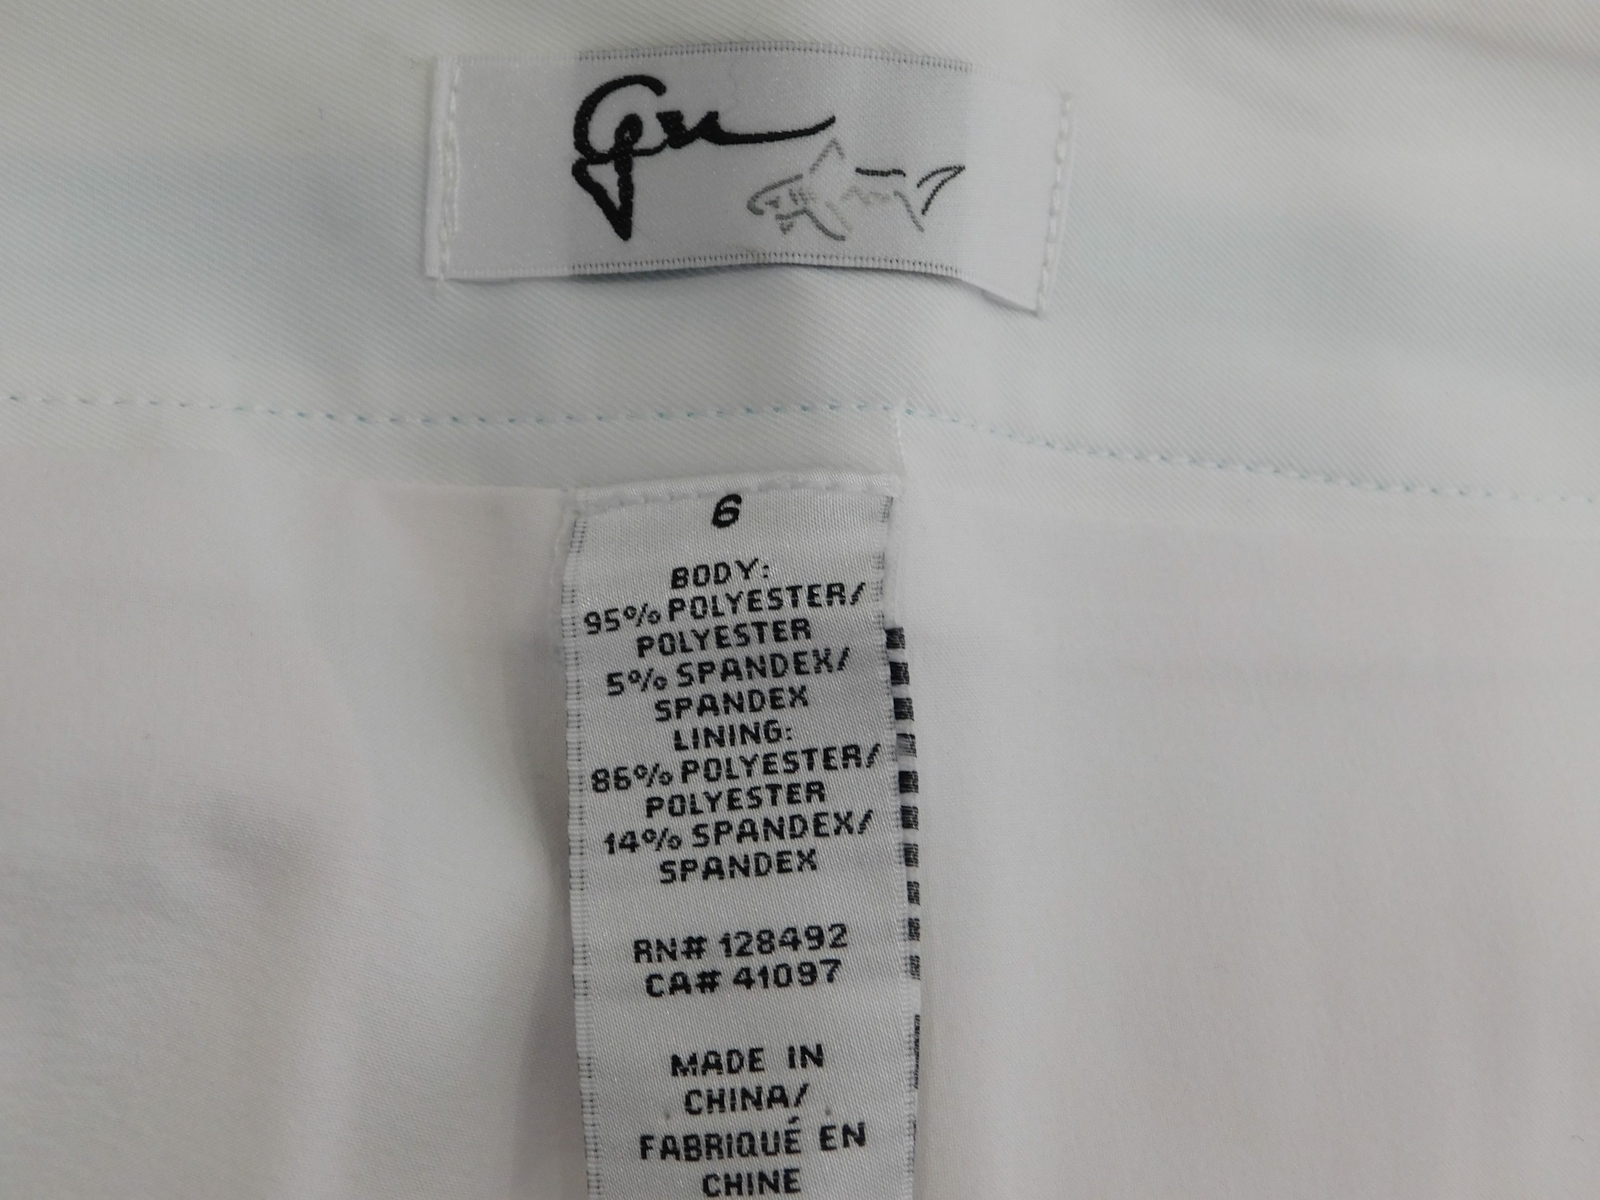 6
BODY:
95% POLYESTER/
POLYESTER
5% SPANDEX/
SPANDEX
LINING:
86% POLYESTER/
POLYESTER
14% SPANDEX/
SPANDEX
RN# 128492
CA# 41097
MADE IN
CHINA/
FABRIQUÉ EN
CHINE